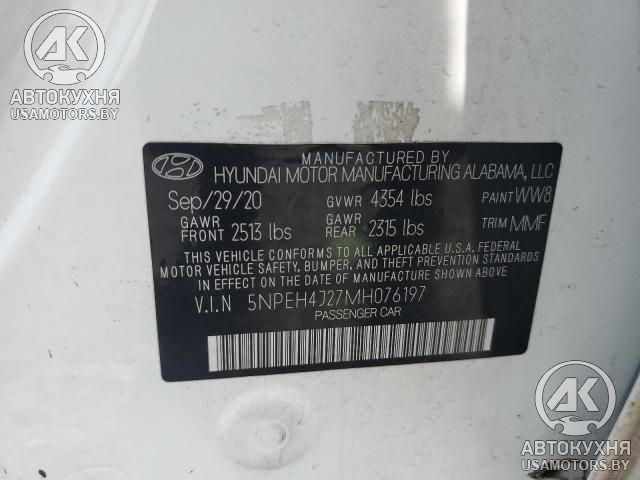 AK
АВТОКУХНЯ
USAMOTORS.BY
MANUFACTURED BY
HYUNDAI MOTOR MANUFACTURING ALABAMA, LLC
Sep/29/20 GVWR 4354 lbs PAINT WW8
GAWR FRONT 2513 lbs GAWR REAR 2315 lbs TRIM MMF
THIS VEHICLE CONFORMS TO ALL APPLICABLE U.S.A. FEDERAL
MOTOR VEHICLE SAFETY, BUMPER, AND THEFT PREVENTION STANDARDS
IN EFFECT ON THE DATE OF MANUFACTURE SHOWN ABOVE.
V.I.N 5NPEH4J27MH076197
PASSENGER CAR
AK
АВТОКУХНЯ
USAMOTORS.BY